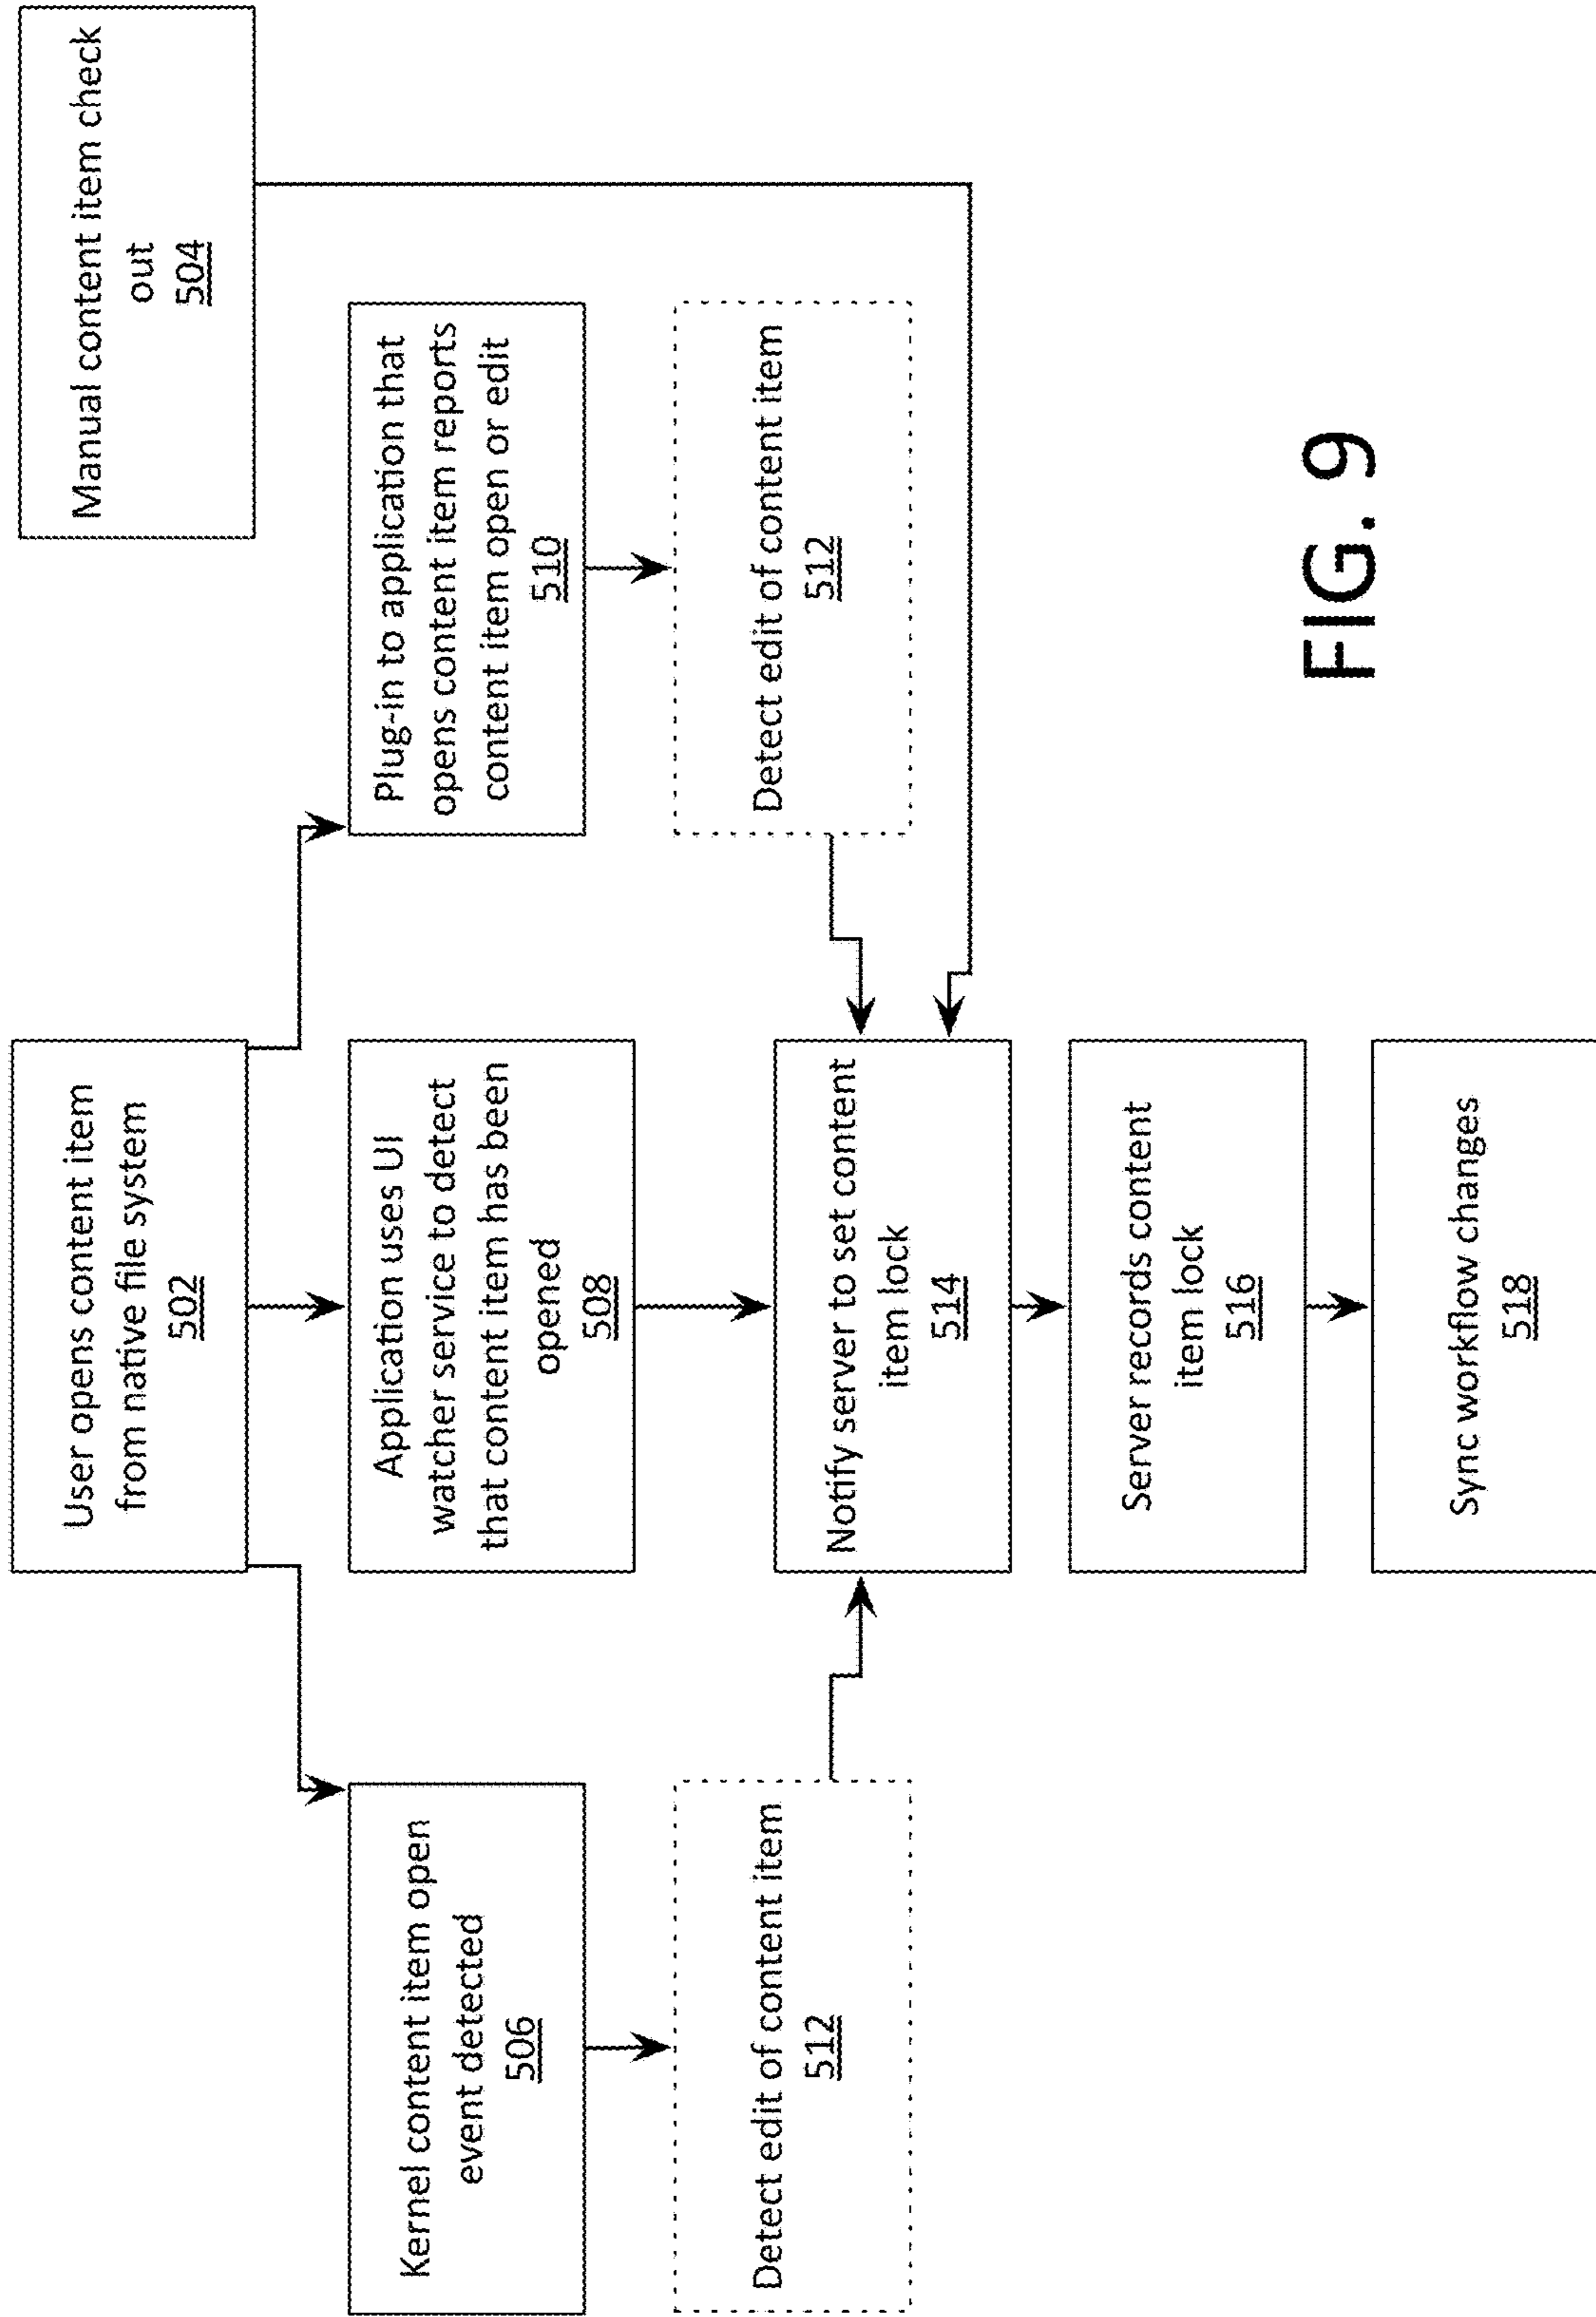 User opens content item
from native file system
502
Manual content item check
out
504
Kernel content item open
event detected
506
Application uses UI
watcher service to detect
that content item has been
opened
508
Plug-in to application that
opens content item reports
content item open or edit
510
Detect edit of content item
512
Detect edit of content item
512
Notify server to set content
item lock
514
Server records content
item lock
516
Sync workflow changes
518
FIG. 9